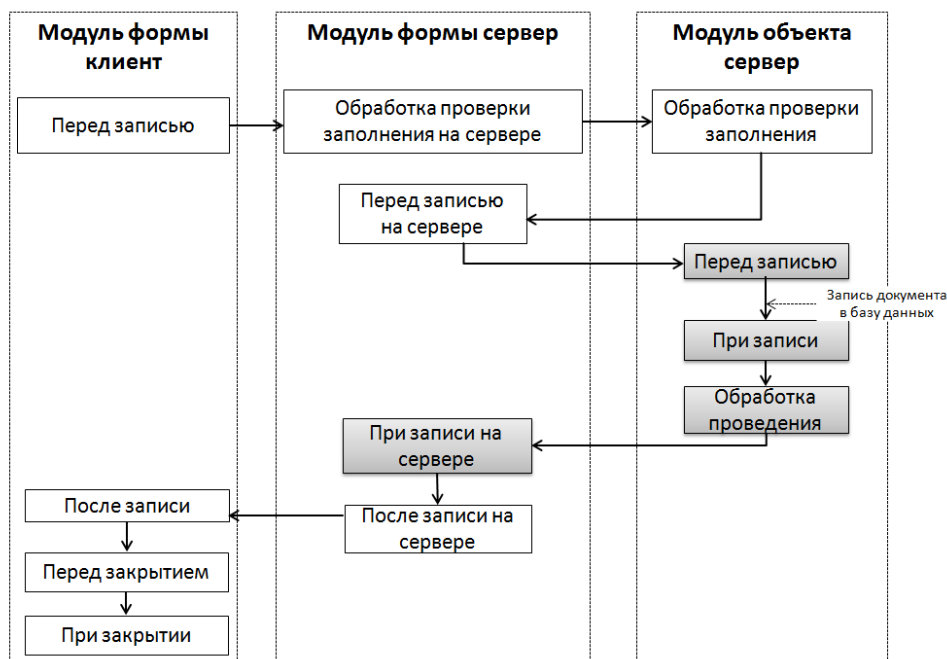 Модуль формы
клиент
Модуль формы сервер
Модуль объекта
сервер
Перед записью
Обработка проверки
заполнения на сервере
Обработка проверки
заполнения
Перед записью
на сервере
Перед записью
Запись документа
в базу данных
При записи
Обработка
проведения
При записи на
сервере
После записи
После записи на
сервере
Перед закрытием
При закрытии